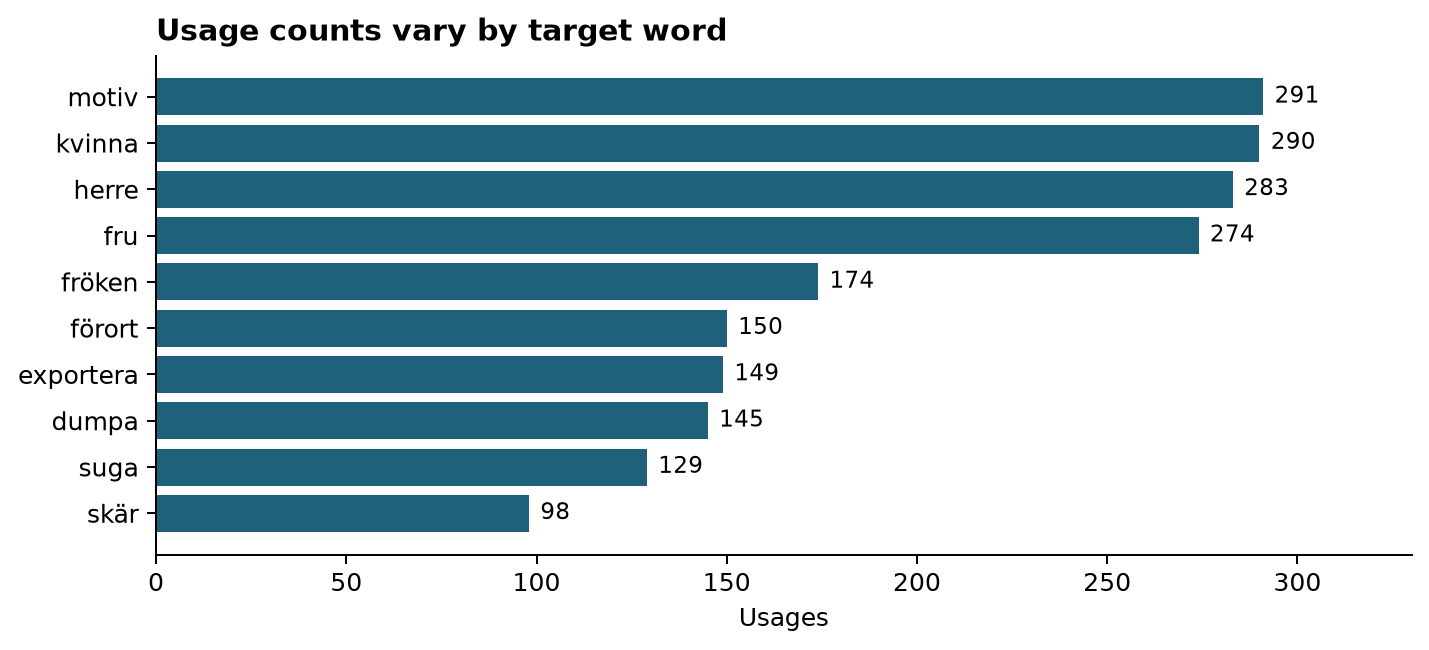 Usage counts vary by target word
motiv 291
kvinna 290
herre 283
fru 274
fröken 174
förort 150
exportera 149
dumpa 145
suga 129
skär 98
0 50 100 150 200 250 300
Usages